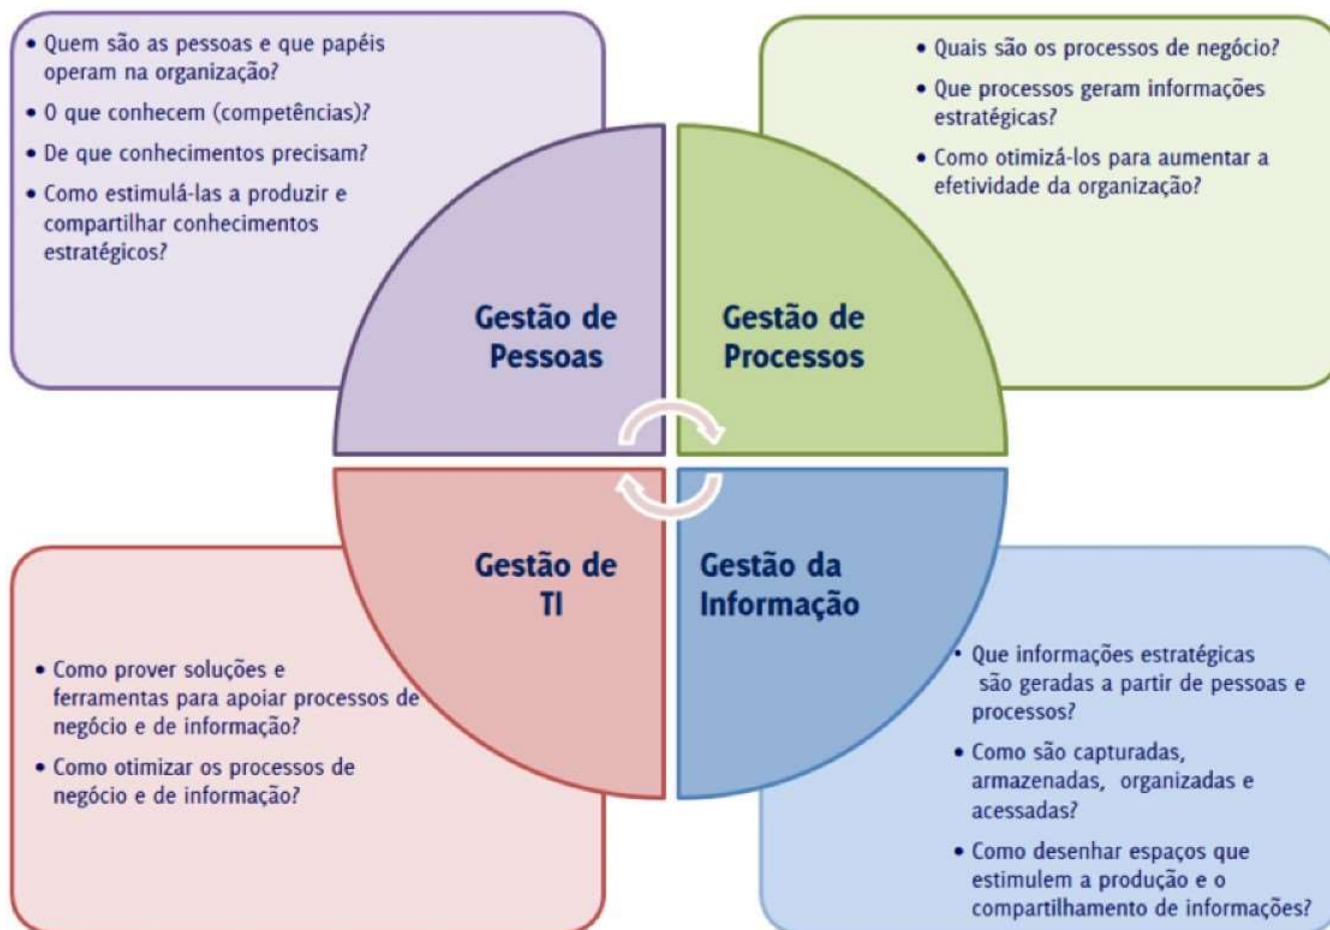 • Quem são as pessoas e que papéis
operam na organização?
• O que conhecem (competências)?
• De que conhecimentos precisam?
• Como estimulá-las a produzir e
compartilhar conhecimentos
estratégicos?
• Quais são os processos de negócio?
• Que processos geram informações
estratégicas?
• Como otimizá-los para aumentar a
efetividade da organização?
Gestão de
Pessoas
Gestão de
Processos
Gestão de
TI
Gestão da
Informação
• Como prover soluções e
ferramentas para apoiar processos de
negócio e de informação?
• Como otimizar os processos de
negócio e de informação?
• Que informações estratégicas
são geradas a partir de pessoas e
processos?
• Como são capturadas,
armazenadas, organizadas e
acessadas?
• Como desenhar espaços que
estimulem a produção e o
compartilhamento de informações?